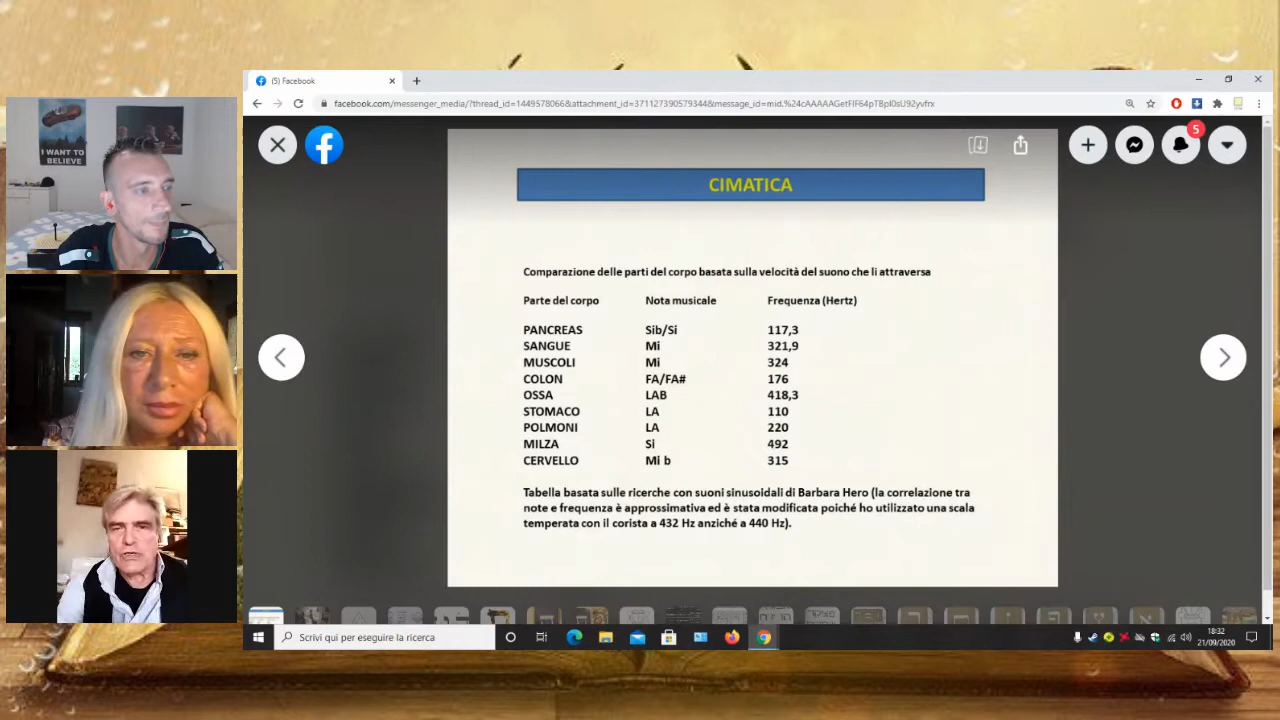 I WANT TO
BELIEVE
(5) Facebook
facebook.com/messenger_media/?thread_id=1449578066&attachment_id=371127390579344&message_id=mid.%24cAAAAAGetFIF64pTBpI0sU92yvfrx
5
CIMATICA
Comparazione delle parti del corpo basata sulla velocità del suono che li attraversa
Parte del corpo Nota musicale Frequenza (Hertz)
PANCREAS Sib/Si 117,3
SANGUE Mi 321,9
MUSCOLI Mi 324
COLON FA/FA# 176
OSSA LAB 418,3
STOMACO LA 110
POLMONI LA 220
MILZA Si 492
CERVELLO Mi b 315
Tabella basata sulle ricerche con suoni sinusoidali di Barbara Hero (la correlazione tra
note e frequenza è approssimativa ed è stata modificata poiché ho utilizzato una scala
temperata con il corista a 432 Hz anziché a 440 Hz).
Scrivi qui per eseguire la ricerca
18:32
21/09/2020